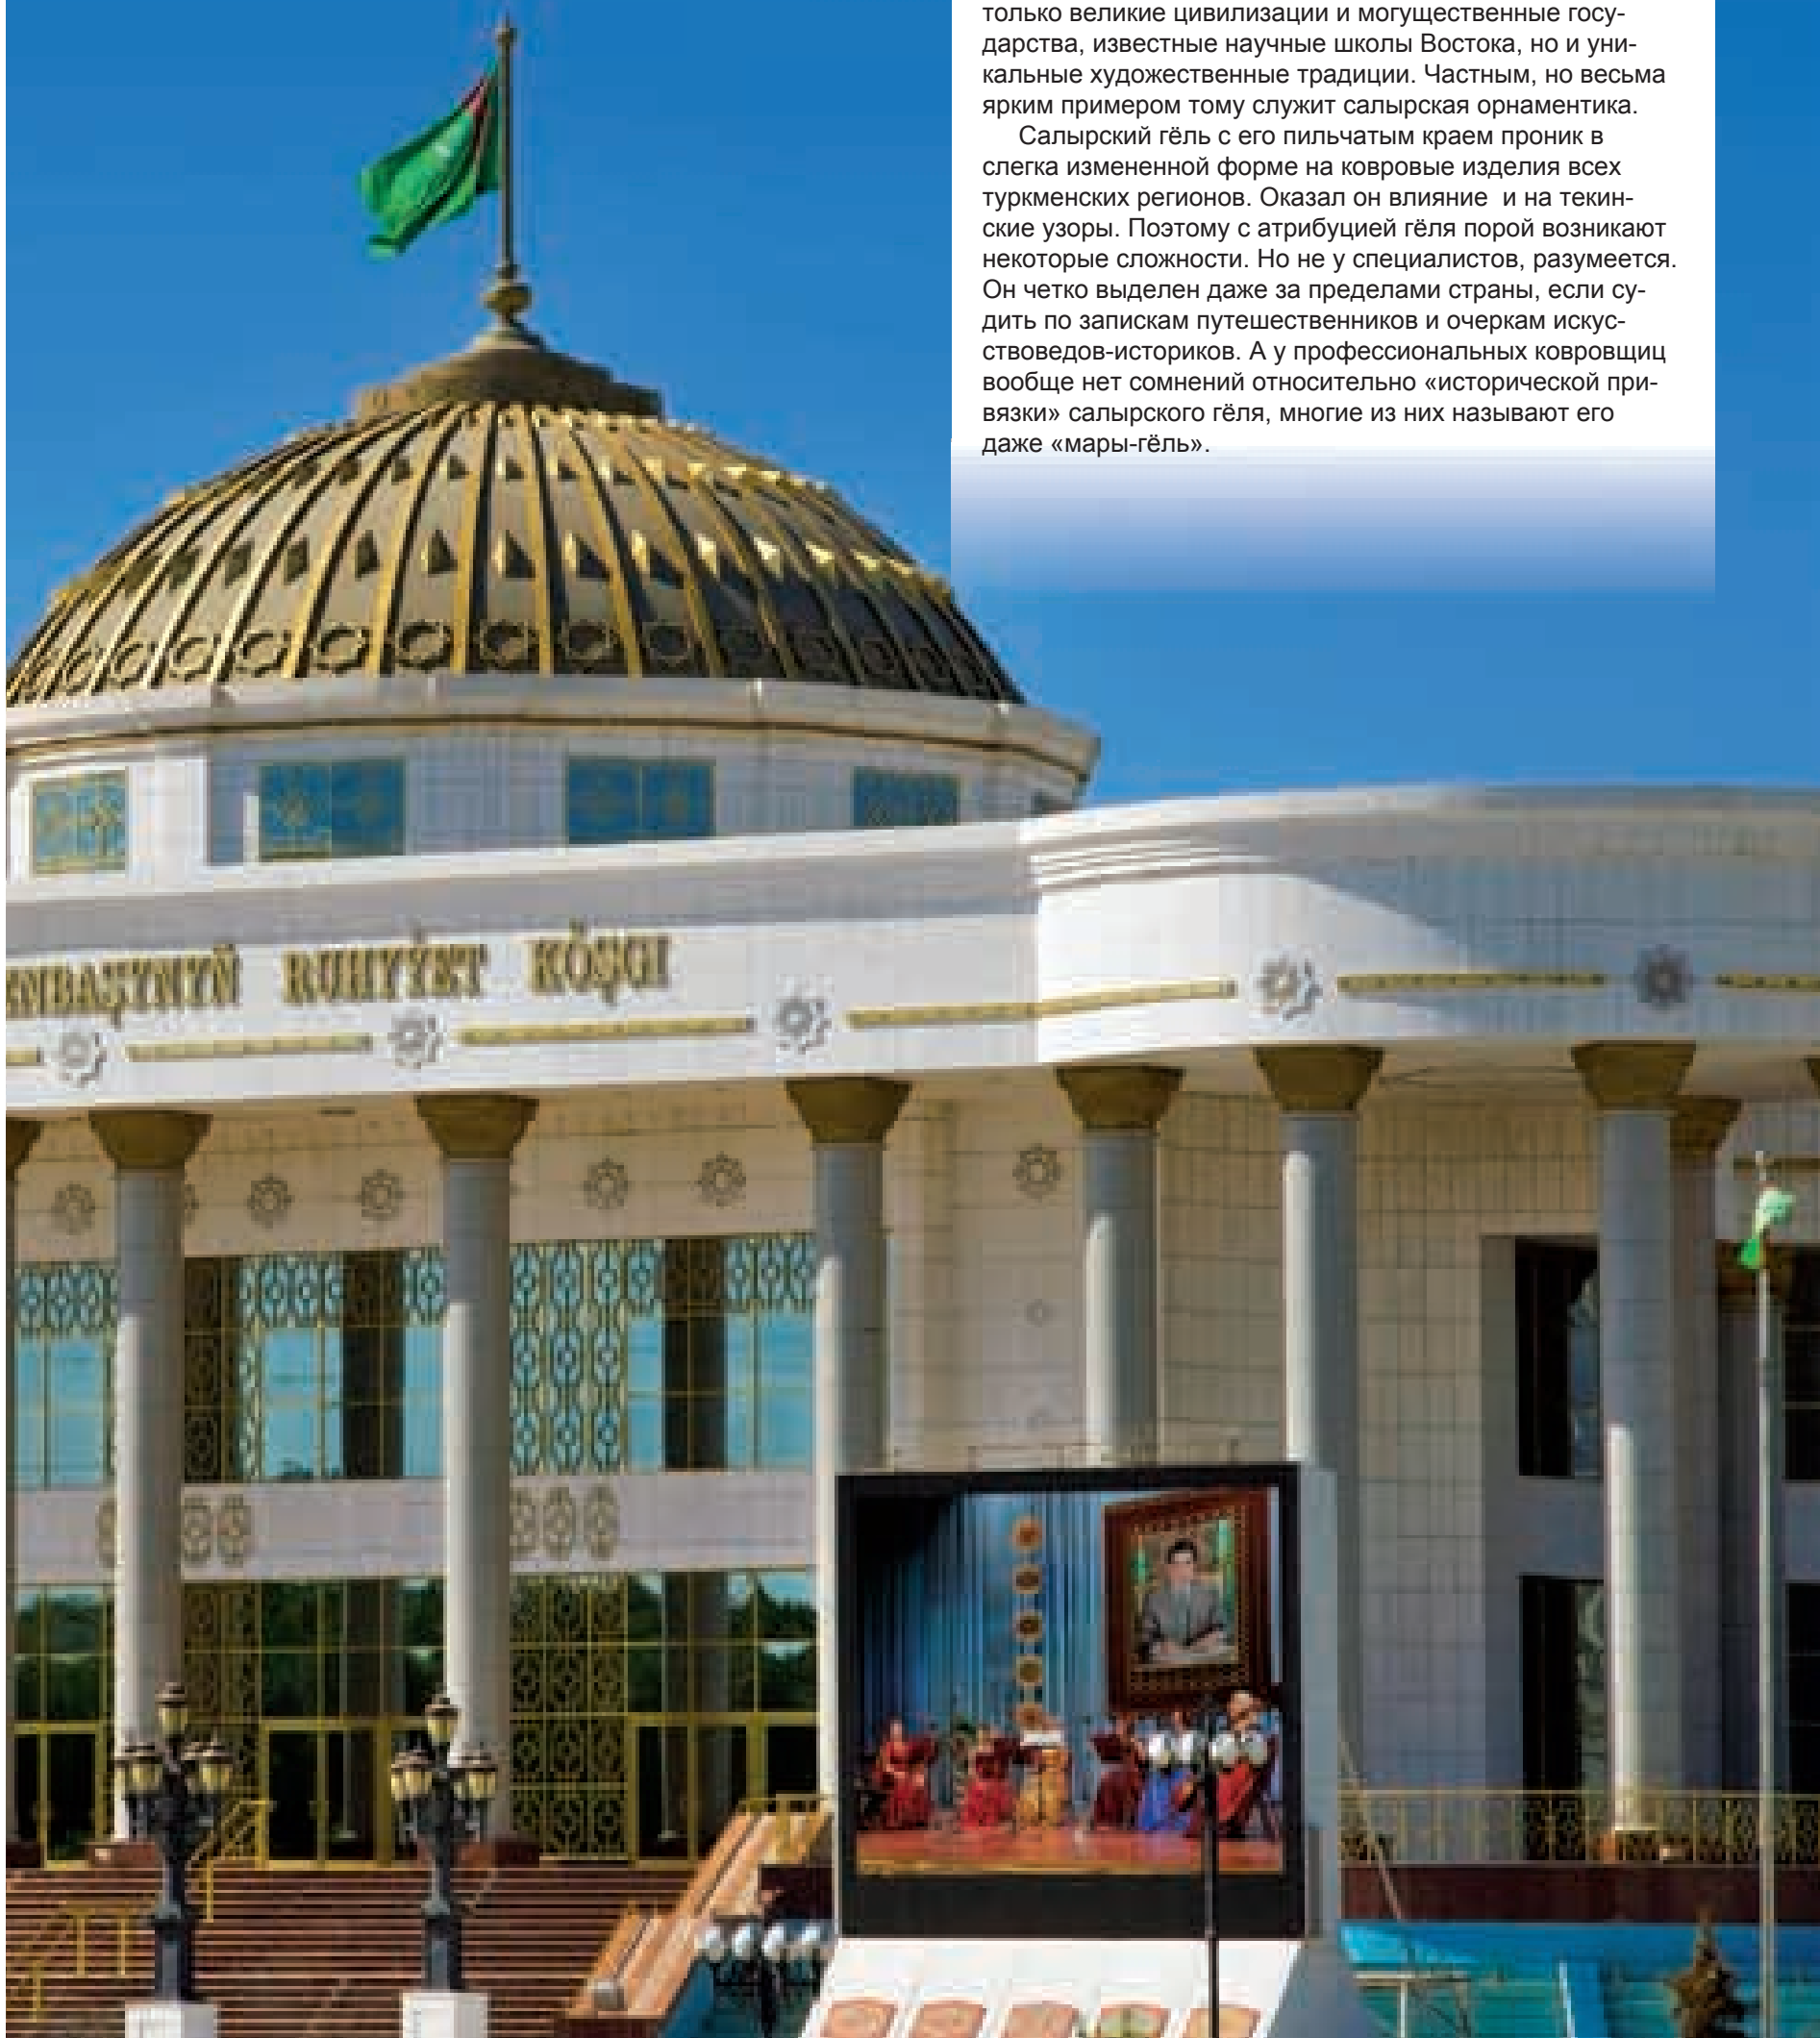 только великие цивилизации и могущественные госу-
дарства, известные научные школы Востока, но и уни-
кальные художественные традиции. Частным, но весьма
ярким примером тому служит салырская орнаментика.
Салырский гёль с его пильчатым краем проник в
слегка измененной форме на ковровые изделия всех
туркменских регионов. Оказал он влияние  и на текин-
ские узоры. Поэтому с атрибуцией гёля порой возникают
некоторые сложности. Но не у специалистов, разумеется.
Он четко выделен даже за пределами страны, если су-
дить по запискам путешественников и очеркам искус-
ствоведов-историков. А у профессиональных ковровщиц
вообще нет сомнений относительно «исторической при-
вязки» салырского гёля, многие из них называют его
даже «мары-гёль».
RUHYÝET KÖŞGI